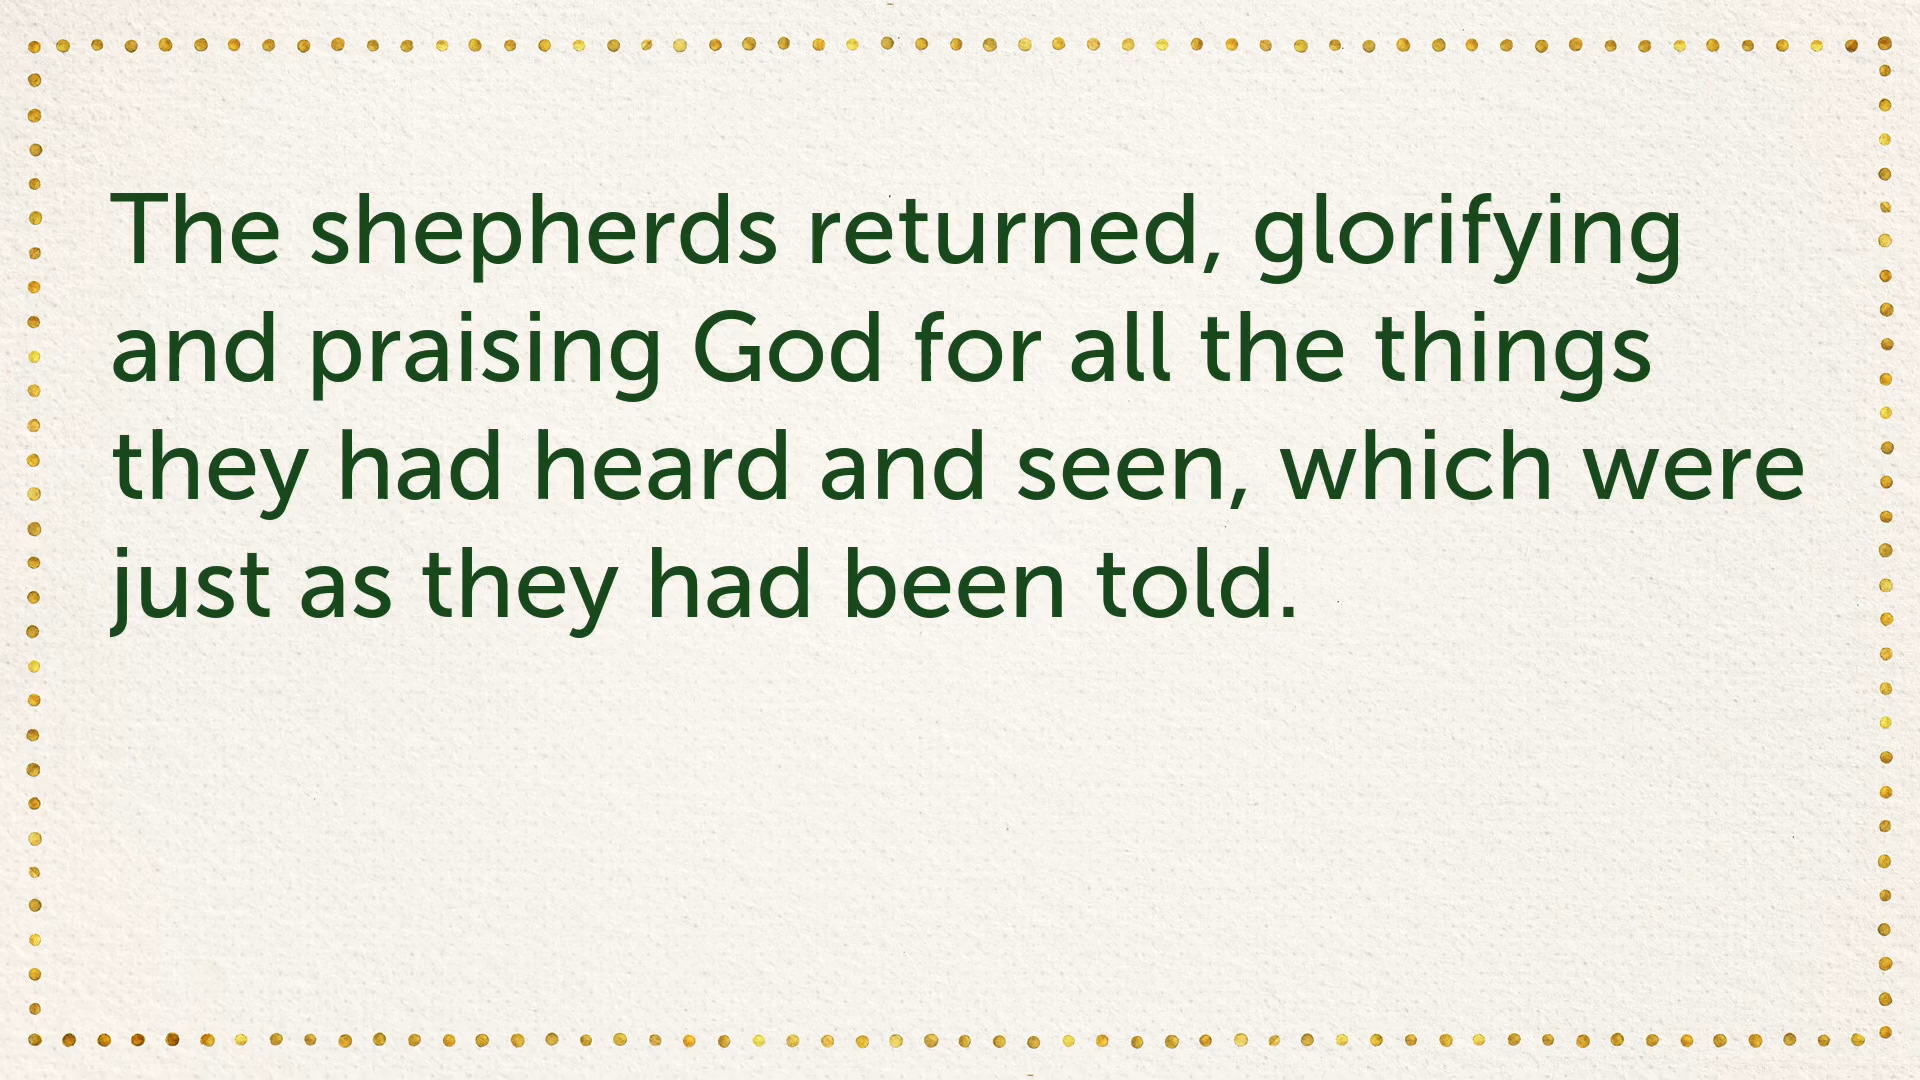 The shepherds returned, glorifying
and praising God for all the things
they had heard and seen, which were
just as they had been told.